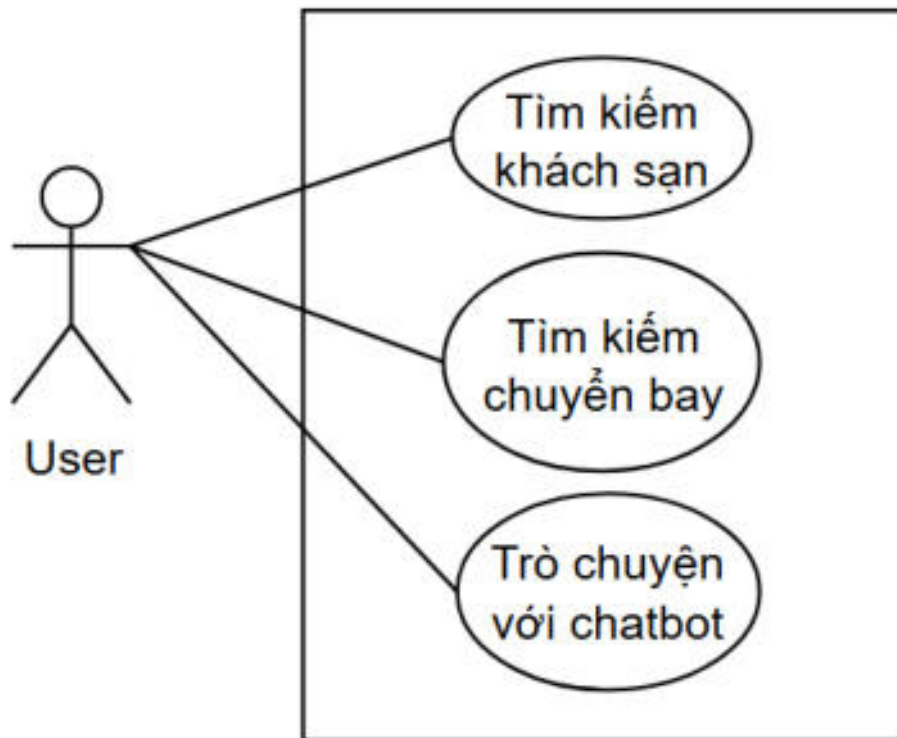 Tìm kiếm
khách sạn
Tìm kiếm
chuyển bay
User
Trò chuyện
với chatbot